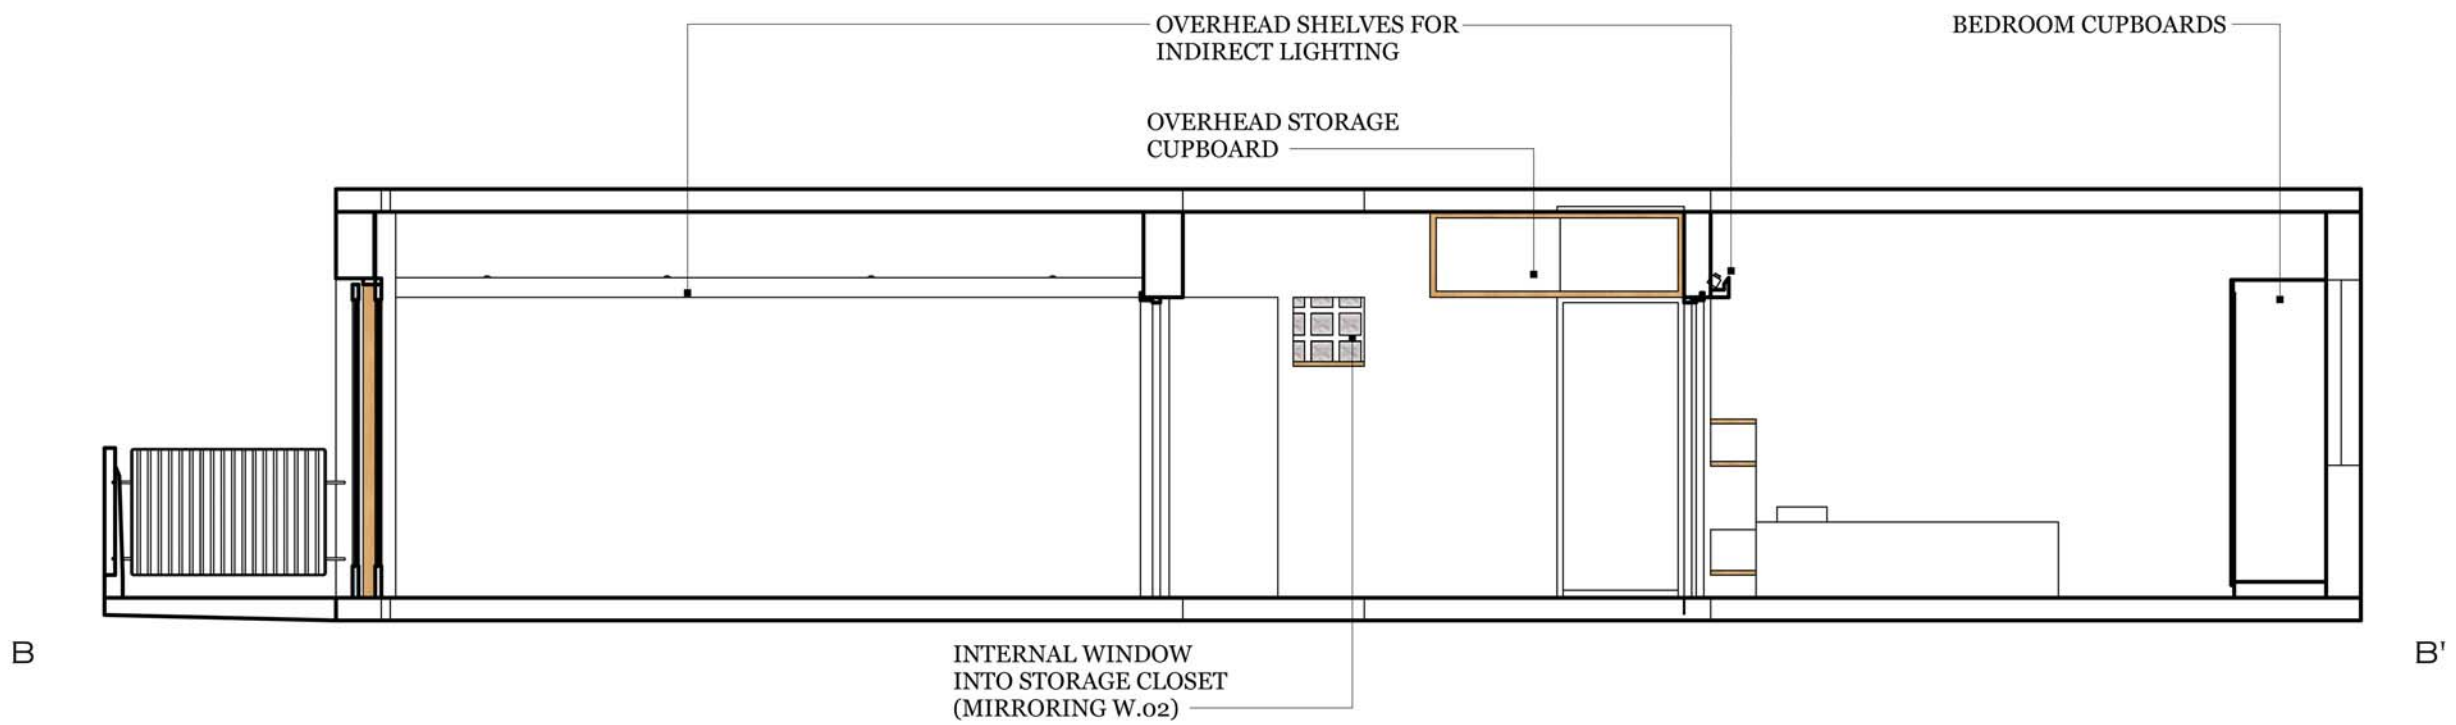 OVERHEAD SHELVES FOR
INDIRECT LIGHTING
BEDROOM CUPBOARDS
OVERHEAD STORAGE
CUPBOARD
B
B'
INTERNAL WINDOW
INTO STORAGE CLOSET
(MIRRORING W.02)